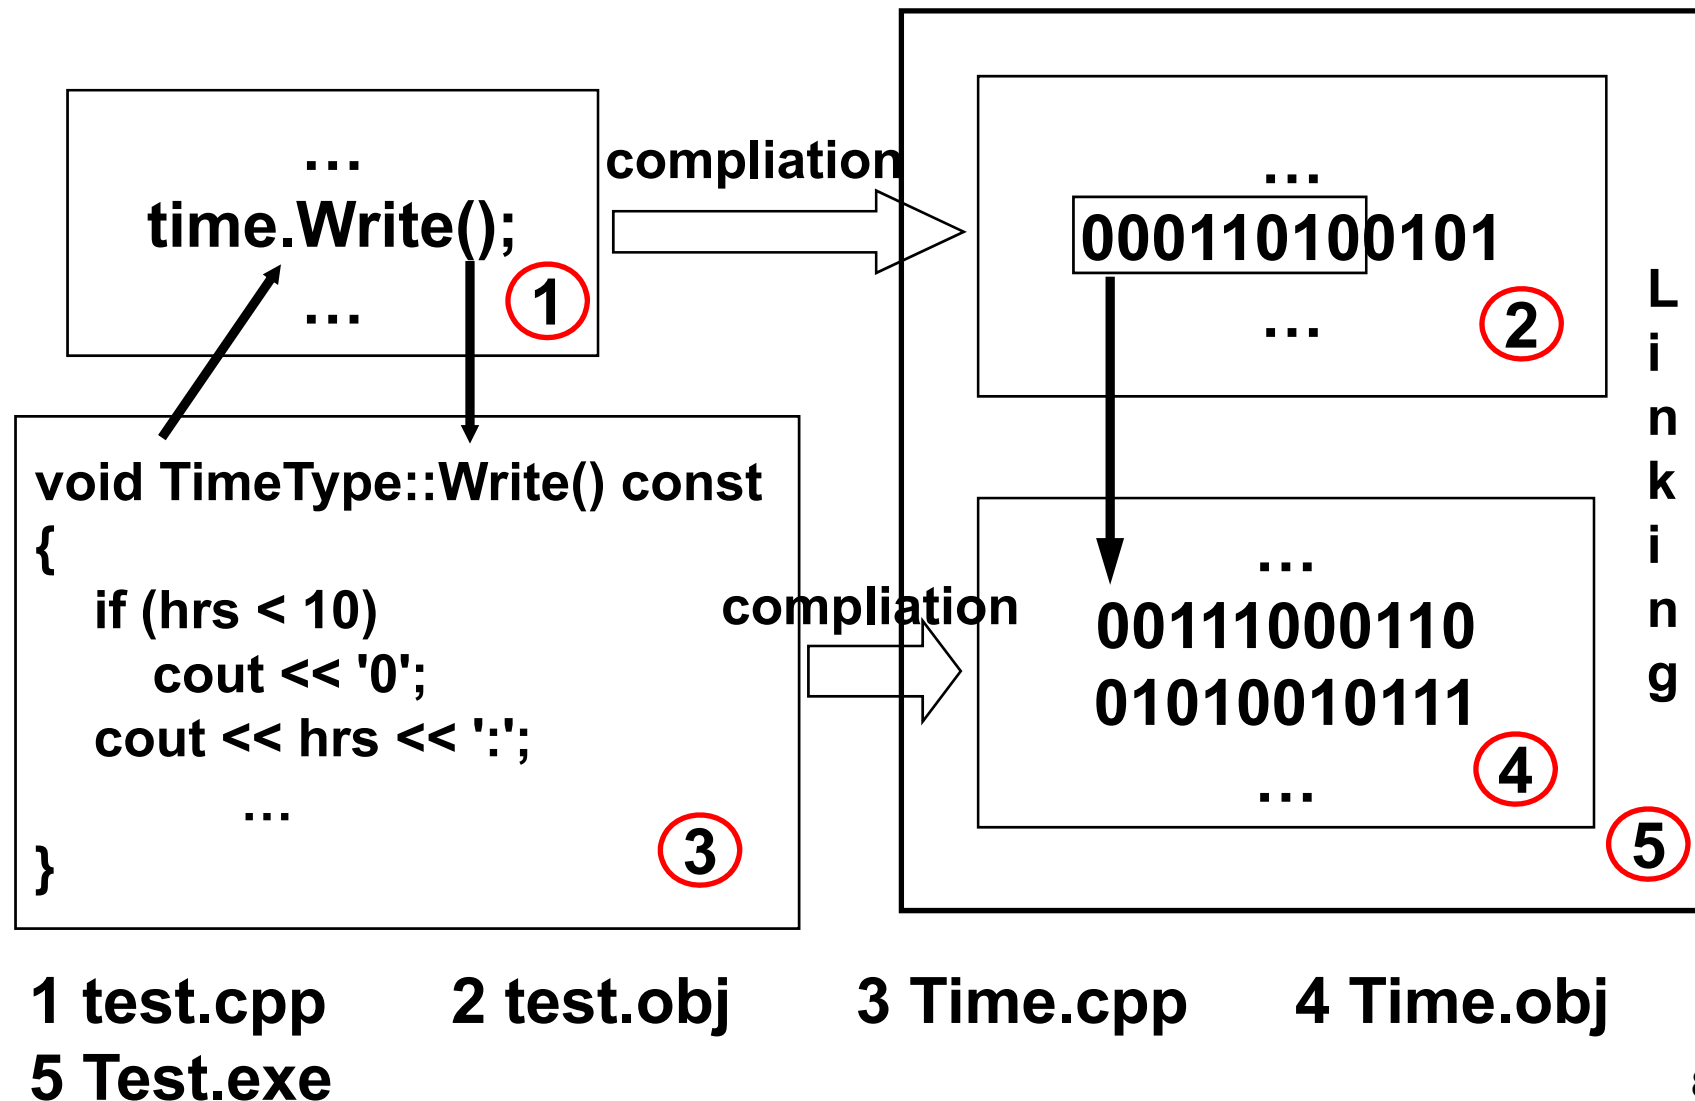 …
time.Write();
…
1
compliation
…
000110100101
…
2
void TimeType::Write() const
{
if (hrs < 10)
cout << '0';
cout << hrs << ':';
…
}
3
compliation
…
00111000110
01010010111
…
4
Linking
5
1 test.cpp 2 test.obj 3 Time.cpp 4 Time.obj
5 Test.exe